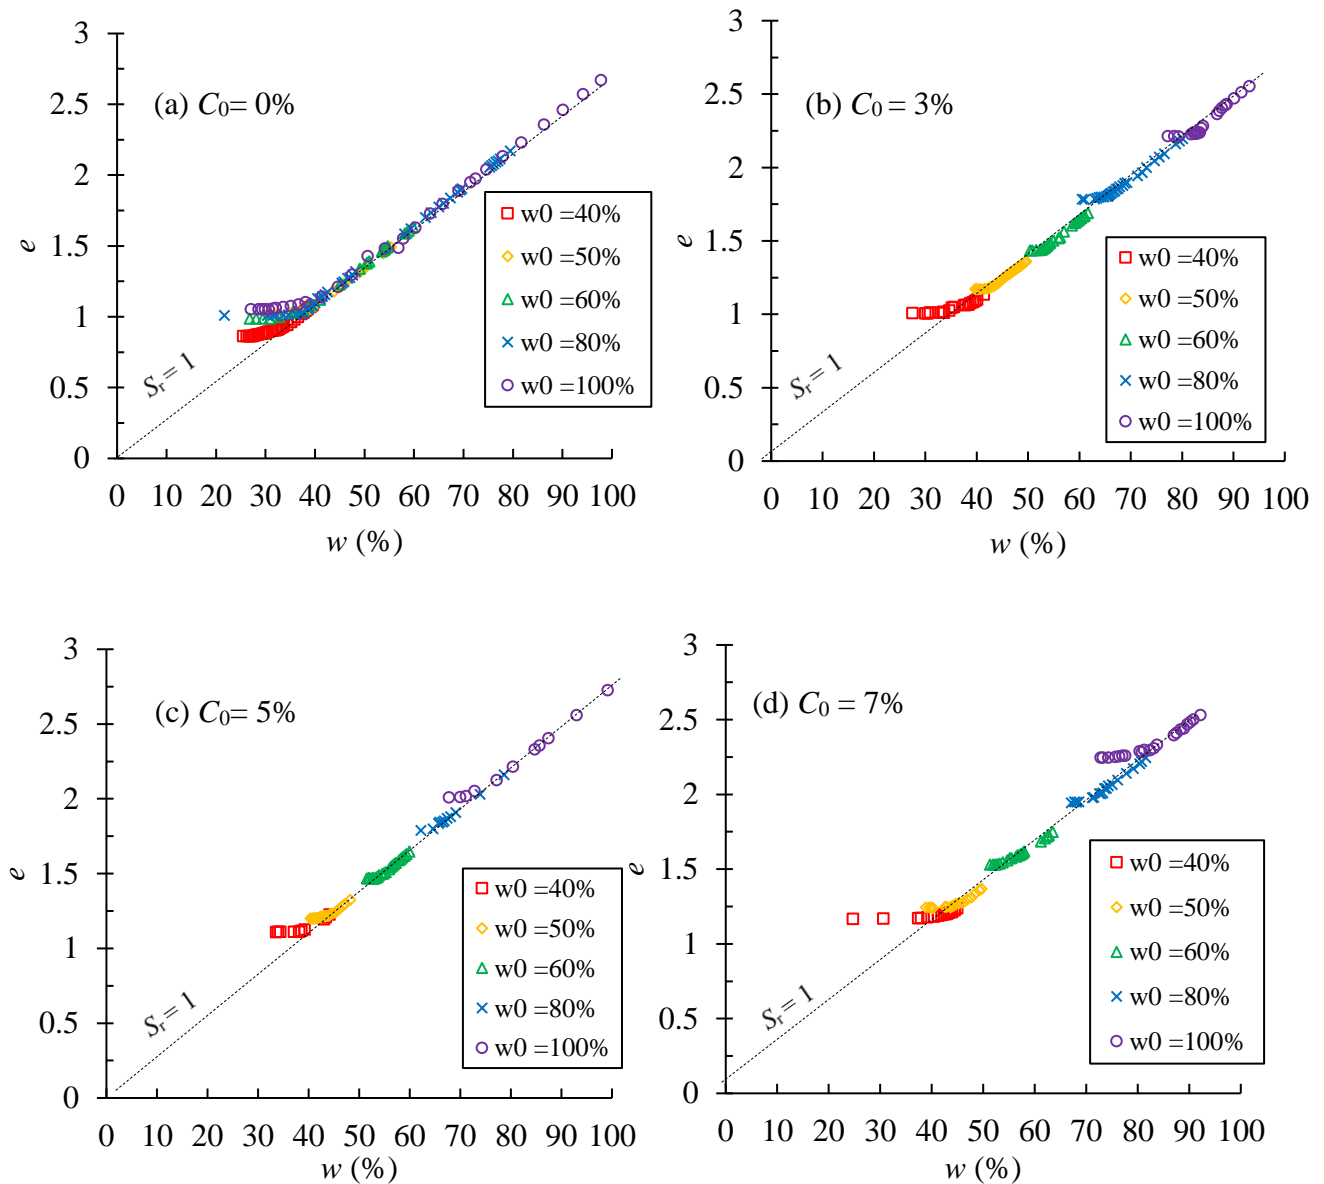 (a) C0= 0%
3
2.5
2
1.5
1
0.5
0
e
Sr = 1
w0 =40%
w0 =50%
w0 =60%
w0 =80%
w0 =100%
0 10 20 30 40 50 60 70 80 90 100
w (%)
(b) C0 = 3%
3
2.5
2
1.5
1
0.5
0
e
Sr = 1
w0 =40%
w0 =50%
w0 =60%
w0 =80%
w0 =100%
0 10 20 30 40 50 60 70 80 90 100
w (%)
(c) C0= 5%
3
2.5
2
1.5
1
0.5
0
e
Sr = 1
w0 =40%
w0 =50%
w0 =60%
w0 =80%
w0 =100%
0 10 20 30 40 50 60 70 80 90 100
w (%)
(d) C0 = 7%
3
2.5
2
1.5
1
0.5
0
e
Sr = 1
w0 =40%
w0 =50%
w0 =60%
w0 =80%
w0 =100%
0 10 20 30 40 50 60 70 80 90 100
w (%)